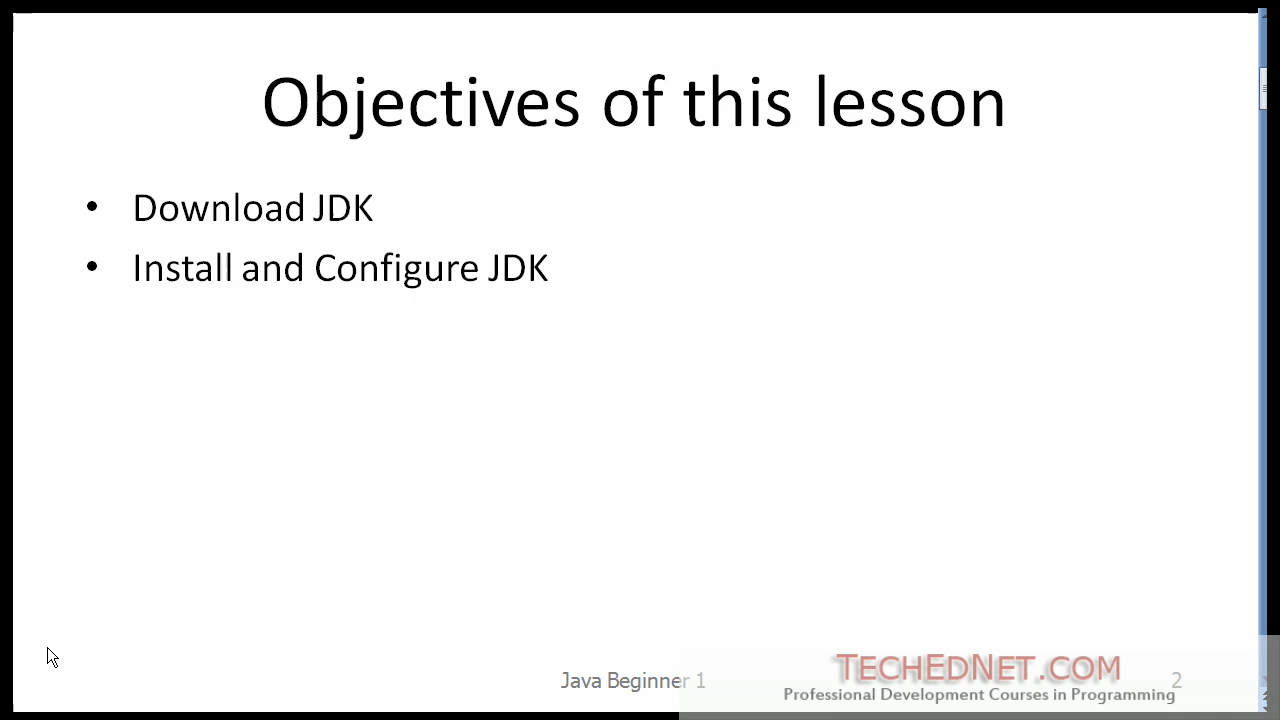 Objectives of this lesson
• Download JDK
• Install and Configure JDK
Java Beginner 1
TECHEDNET.COM
Professional Development Courses in Programming
2